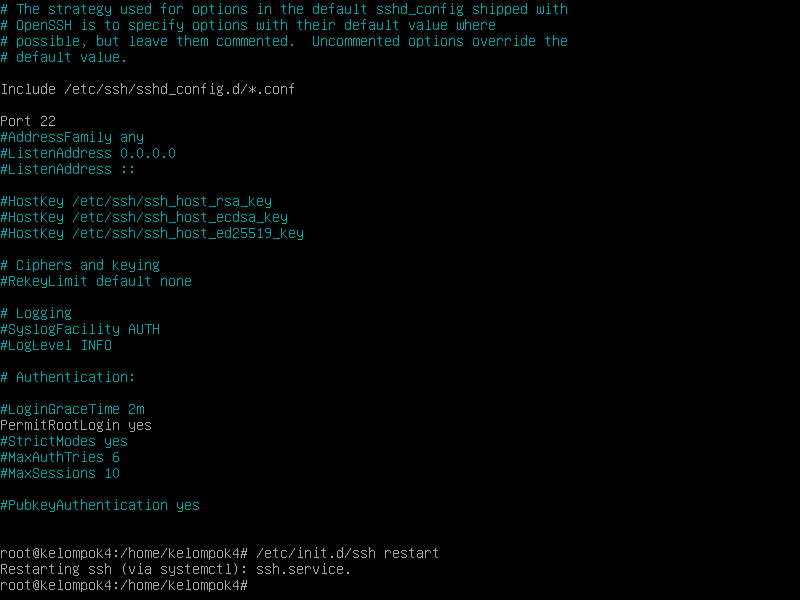 # The strategy used for options in the default sshd_config shipped with
# OpenSSH is to specify options with their default value where
# possible, but leave them commented.  Uncommented options override the
# default value.
Include /etc/ssh/sshd_config.d/*.conf
Port 22
#AddressFamily any
#ListenAddress 0.0.0.0
#ListenAddress ::
#HostKey /etc/ssh/ssh_host_rsa_key
#HostKey /etc/ssh/ssh_host_ecdsa_key
#HostKey /etc/ssh/ssh_host_ed25519_key
# Ciphers and keying
#RekeyLimit default none
# Logging
#SyslogFacility AUTH
#LogLevel INFO
# Authentication:
#LoginGraceTime 2m
PermitRootLogin yes
#StrictModes yes
#MaxAuthTries 6
#MaxSessions 10
#PubkeyAuthentication yes
root@kelompok4:/home/kelompok4# /etc/init.d/ssh restart
Restarting ssh (via systemctl): ssh.service.
root@kelompok4:/home/kelompok4#